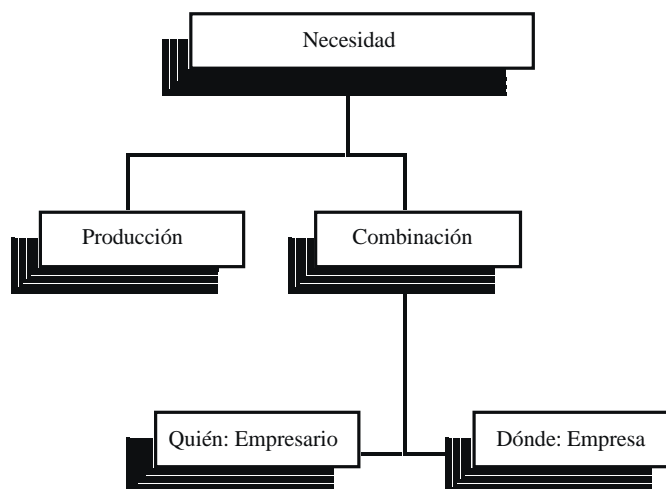 Necesidad
Producción
Combinación
Quién: Empresario
Dónde: Empresa